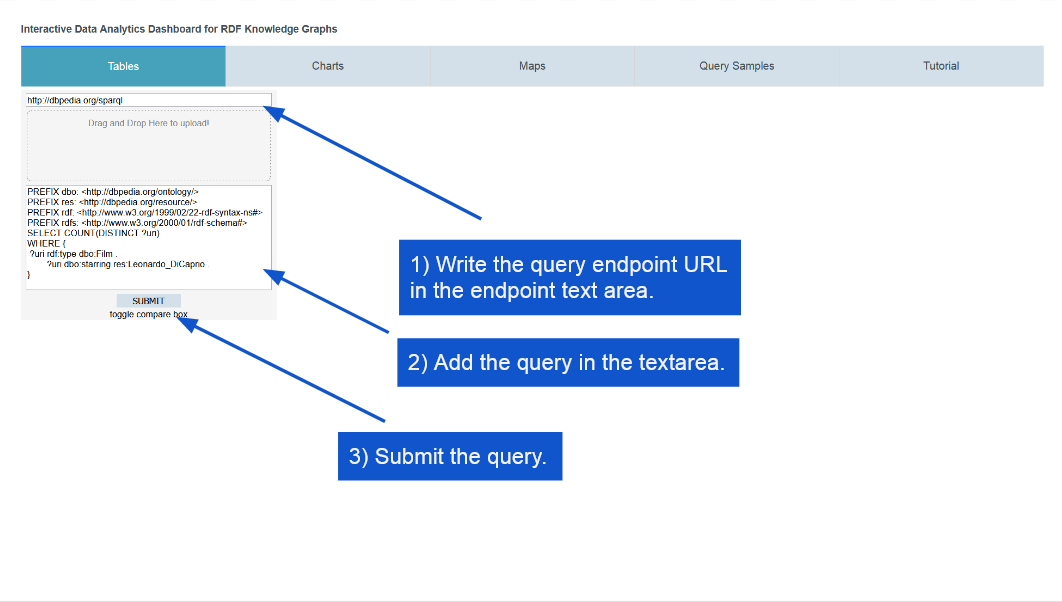 Interactive Data Analytics Dashboard for RDF Knowledge Graphs
Tables Charts Maps Query Samples Tutorial
http://dbpedia.org/sparql
Drag and Drop Here to upload!
PREFIX dbo: <http://dbpedia.org/ontology/>
PREFIX res: <http://dbpedia.org/resource/>
PREFIX rdf: <http://www.w3.org/1999/02/22-rdf-syntax-ns#>
PREFIX rdfs: <http://www.w3.org/2000/01/rdf-schema#>
SELECT COUNT(DISTINCT ?uri)
WHERE {
?uri rdf:type dbo:Film .
?uri dbo:starring res:Leonardo_DiCaprio .
}
SUBMIT
toggle compare box
1) Write the query endpoint URL
in the endpoint text area.
2) Add the query in the textarea.
3) Submit the query.